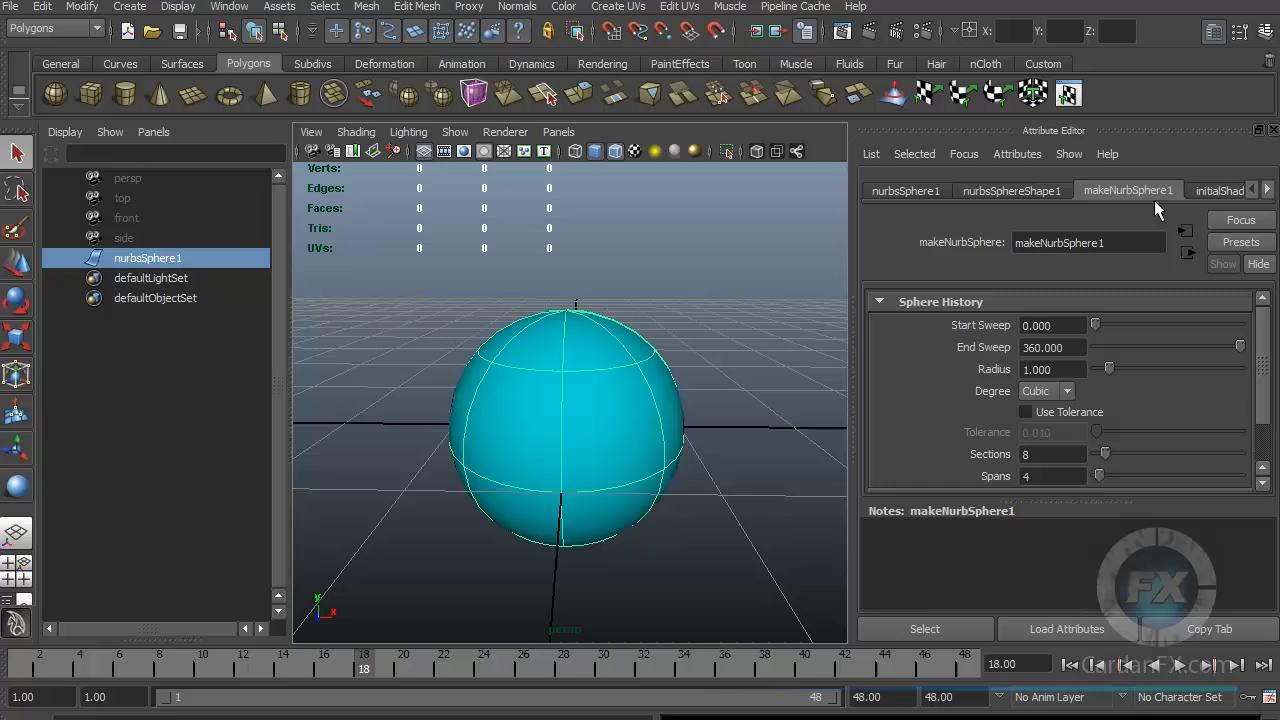 File Edit Modify Create Display Window Assets Select Mesh Edit Mesh Proxy Normals Color Create UVs Edit UVs Muscle Pipeline Cache Help
Polygons X: Y: Z:
General Curves Surfaces Polygons Subdivs Deformation Animation Dynamics Rendering PaintEffects Toon Muscle Fluids Fur Hair nCloth Custom
Display Show Panels
persp
top
front
side
nurbsSphere1
defaultLightSet
defaultObjectSet
View Shading Lighting Show Renderer Panels
Verts: 0 0 0
Edges: 0 0 0
Faces: 0 0 0
Tris: 0 0 0
UVs: 0 0 0
y
x
persp
Attribute Editor
List Selected Focus Attributes Show Help
nurbsSphere1 nurbsSphereShape1 makeNurbSphere1 initialShad
Focus
makeNurbSphere: makeNurbSphere1 Presets
Show Hide
Sphere History
Start Sweep 0.000
End Sweep 360.000
Radius 1.000
Degree Cubic
Use Tolerance
Tolerance 0.010
Sections 8
Spans 4
Notes: makeNurbSphere1
FX
Select Load Attributes Copy Tab
CardanFX.com
2 4 6 8 10 12 14 16 18 20 22 24 26 28 30 32 34 36 38 40 42 44 46 48
18 18.00
1.00 1.00 1 48 48.00 48.00 No Anim Layer No Character Set